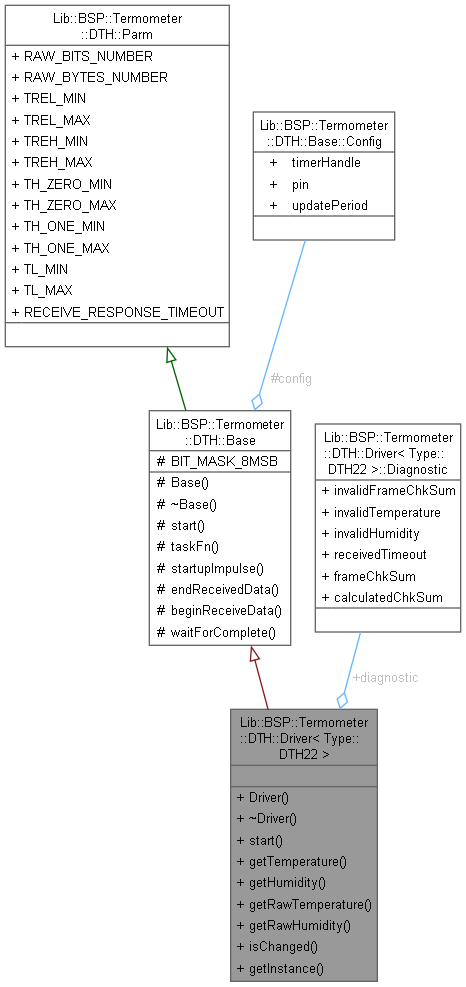 Lib::BSP::Termometer
::DTH::Parm
+ RAW_BITS_NUMBER
+ RAW_BYTES_NUMBER
+ TREL_MIN
+ TREL_MAX
+ TREH_MIN
+ TREH_MAX
+ TH_ZERO_MIN
+ TH_ZERO_MAX
+ TH_ONE_MIN
+ TH_ONE_MAX
+ TL_MIN
+ TL_MAX
+ RECEIVE_RESPONSE_TIMEOUT
Lib::BSP::Termometer
::DTH::Base::Config
+ timerHandle
+ pin
+ updatePeriod
#config
Lib::BSP::Termometer
::DTH::Base
# BIT_MASK_8MSB
# Base()
# ~Base()
# start()
# taskFn()
# startupImpulse()
# endReceivedData()
# beginReceiveData()
# waitForComplete()
Lib::BSP::Termometer
::DTH::Driver< Type::
DTH22 >::Diagnostic
+ invalidFrameChkSum
+ invalidTemperature
+ invalidHumidity
+ receivedTimeout
+ frameChkSum
+ calculatedChkSum
+diagnostic
Lib::BSP::Termometer
::DTH::Driver< Type::
DTH22 >
+ Driver()
+ ~Driver()
+ start()
+ getTemperature()
+ getHumidity()
+ getRawTemperature()
+ getRawHumidity()
+ isChanged()
+ getInstance()